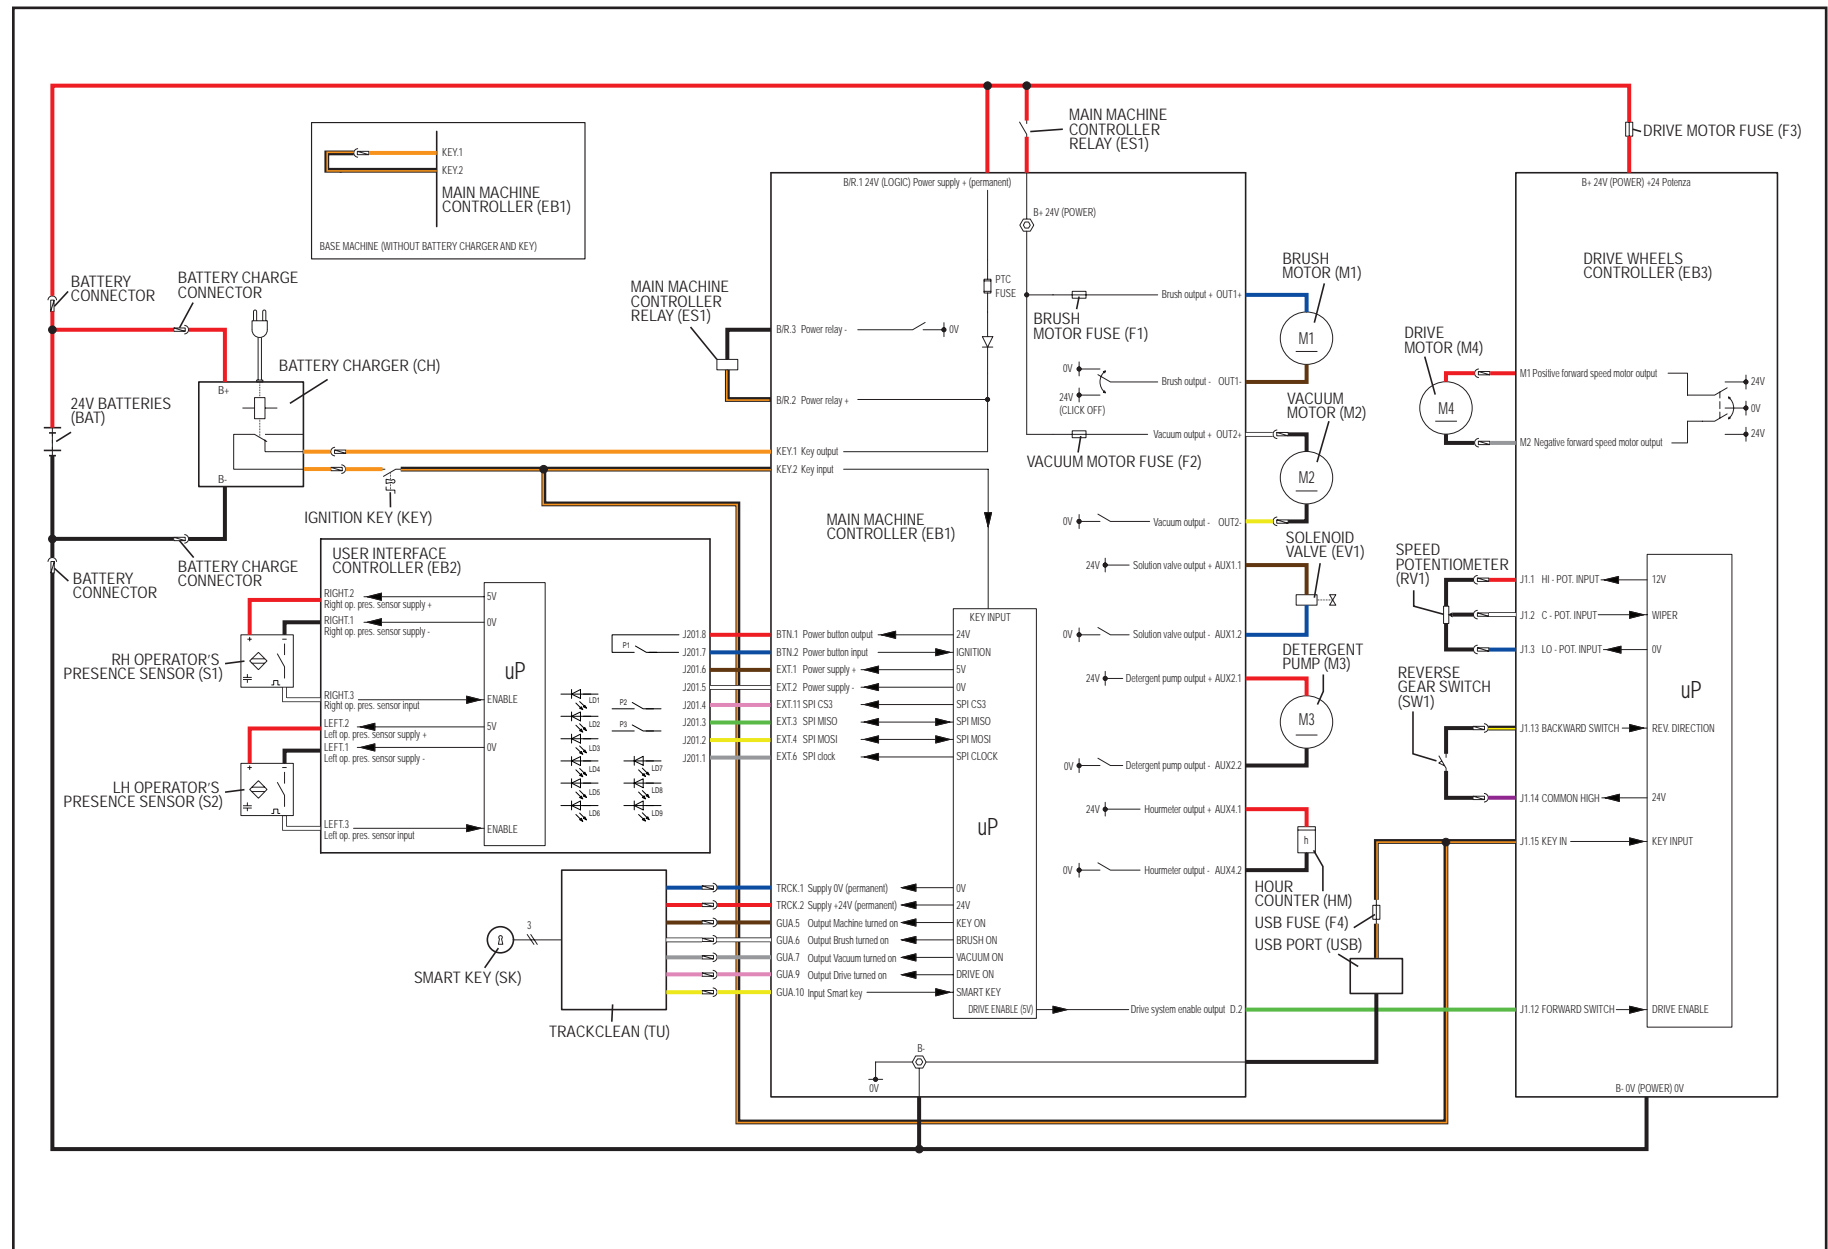 MAIN MACHINE
CONTROLLER
RELAY (ES1)
DRIVE MOTOR FUSE (F3)
KEY.1
KEY.2
MAIN MACHINE
CONTROLLER (EB1)
BASE MACHINE (WITHOUT BATTERY CHARGER AND KEY)
B/R.1 24V (LOGIC) Power supply + (permanent)
B+ 24V (POWER) +24 Potenza
B+ 24V (POWER)
BATTERY
CONNECTOR
BATTERY CHARGE
CONNECTOR
BATTERY CHARGER (CH)
B+
B-
24V BATTERIES
(BAT)
IGNITION KEY (KEY)
BATTERY CHARGE
CONNECTOR
BATTERY
CONNECTOR
MAIN MACHINE
CONTROLLER
RELAY (ES1)
B/R.3 Power relay -
0V
B/R.2 Power relay +
KEY.1 Key output
KEY.2 Key input
PTC
FUSE
BRUSH
MOTOR FUSE (F1)
Brush output + OUT1+
0V
24V
(CLICK OFF)
Brush output - OUT1-
Vacuum output + OUT2+
VACUUM MOTOR FUSE (F2)
MAIN MACHINE
CONTROLLER (EB1)
0V
Vacuum output - OUT2-
24V
Solution valve output + AUX1.1
0V
Solution valve output - AUX1.2
24V
Detergent pump output + AUX2.1
0V
Detergent pump output - AUX2.2
24V
Hourmeter output + AUX4.1
0V
Hourmeter output - AUX4.2
BRUSH
MOTOR (M1)
M1
VACUUM
MOTOR (M2)
M2
SOLENOID
VALVE (EV1)
DETERGENT
PUMP (M3)
M3
h
HOUR
COUNTER (HM)
USB FUSE (F4)
USB PORT (USB)
DRIVE WHEELS
CONTROLLER (EB3)
DRIVE
MOTOR (M4)
M4
M1 Positive forward speed motor output
M2 Negative forward speed motor output
24V
0V
24V
SPEED
POTENTIOMETER
(RV1)
J1.1 HI - POT. INPUT
12V
J1.2 C - POT. INPUT
WIPER
J1.3 LO - POT. INPUT
0V
REVERSE
GEAR SWITCH
(SW1)
uP
J1.13 BACKWARD SWITCH
REV. DIRECTION
J1.14 COMMON HIGH
24V
J1.15 KEY IN
KEY INPUT
J1.12 FORWARD SWITCH
DRIVE ENABLE
B- 0V (POWER) 0V
USER INTERFACE
CONTROLLER (EB2)
RIGHT.2
Right op. pres. sensor supply +
5V
RIGHT.1
Right op. pres. sensor supply -
0V
RH OPERATOR'S
PRESENCE SENSOR (S1)
+
-
uP
RIGHT.3
Right op. pres. sensor input
ENABLE
LEFT.2
Left op. pres. sensor supply +
5V
LEFT.1
Left op. pres. sensor supply -
0V
LH OPERATOR'S
PRESENCE SENSOR (S2)
+
-
LEFT.3
Left op. pres. sensor input
ENABLE
P1
P2
P3
LD1
LD2
LD3
LD4
LD5
LD6
LD7
LD8
LD9
J201.8
J201.7
J201.6
J201.5
J201.4
J201.3
J201.2
J201.1
KEY INPUT
BTN.1 Power button output
24V
BTN.2 Power button input
IGNITION
EXT.1 Power supply +
5V
EXT.2 Power supply -
0V
EXT.11 SPI CS3
SPI CS3
EXT.3 SPI MISO
SPI MISO
EXT.4 SPI MOSI
SPI MOSI
EXT.6 SPI clock
SPI CLOCK
uP
TRCK.1 Supply 0V (permanent)
0V
TRCK.2 Supply +24V (permanent)
24V
GUA.5 Output Machine turned on
KEY ON
GUA.6 Output Brush turned on
BRUSH ON
GUA.7 Output Vacuum turned on
VACUUM ON
GUA.9 Output Drive turned on
DRIVE ON
GUA.10 Input Smart key
SMART KEY
DRIVE ENABLE (5V)
Drive system enable output D.2
3
SMART KEY (SK)
TRACKCLEAN (TU)
B-
0V